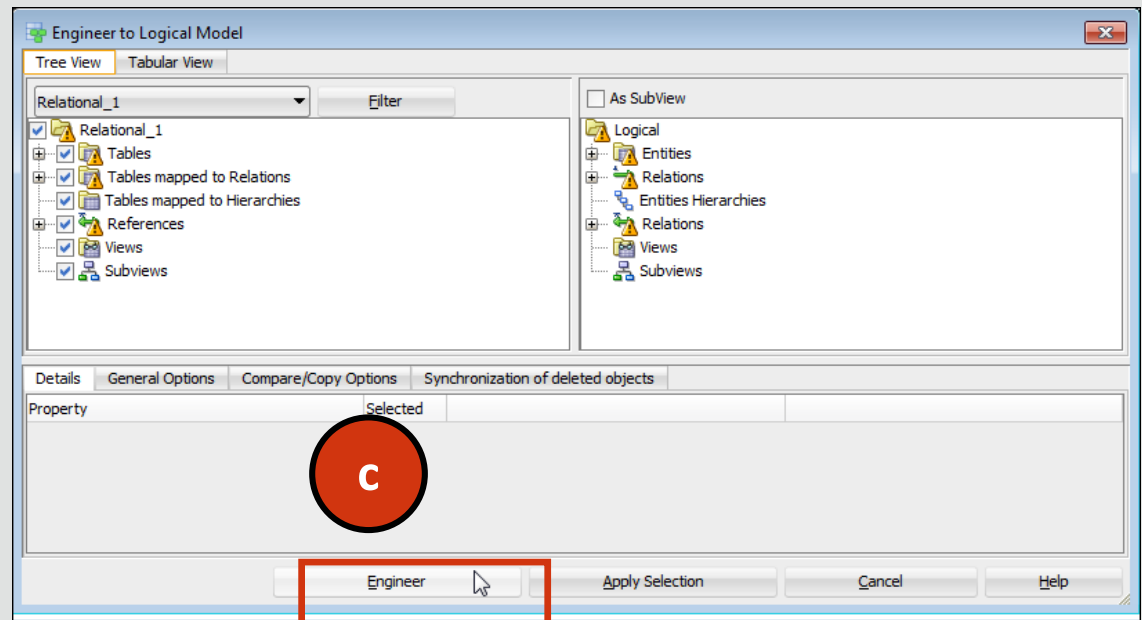 Engineer to Logical Model
Tree View Tabular View
Relational_1 Filter
As SubView
Relational_1
Tables
Tables mapped to Relations
Tables mapped to Hierarchies
References
Views
Subviews
Logical
Entities
Relations
Entities Hierarchies
Relations
Views
Subviews
Details General Options Compare/Copy Options Synchronization of deleted objects
Property Selected
c
Engineer Apply Selection Cancel Help